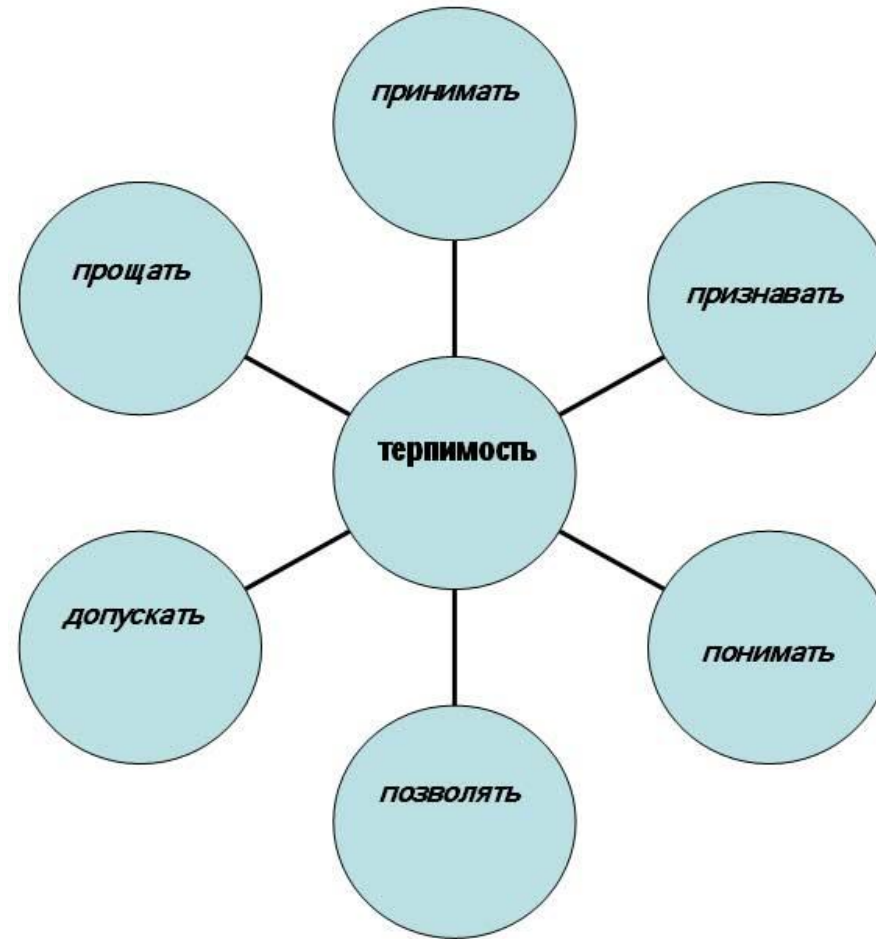 принимать
прощать
признавать
терпимость
допускать
понимать
позволять